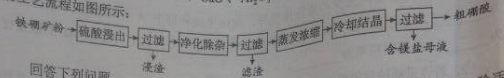 工艺流程如图所示:
铁硼矿粉 硫酸浸出 过滤 净化除杂 过滤 蒸发浓缩 冷却结晶 过滤 粗硼酸
浸渣 滤渣 含镁盐母液
回答下列问题